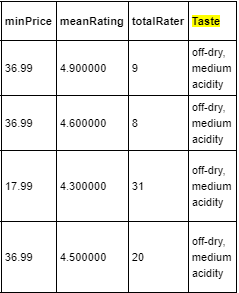 minPrice meanRating totalRater Taste
36.99 4.900000 9 off-dry, medium acidity
36.99 4.600000 8 off-dry, medium acidity
17.99 4.300000 31 off-dry, medium acidity
36.99 4.500000 20 off-dry, medium acidity